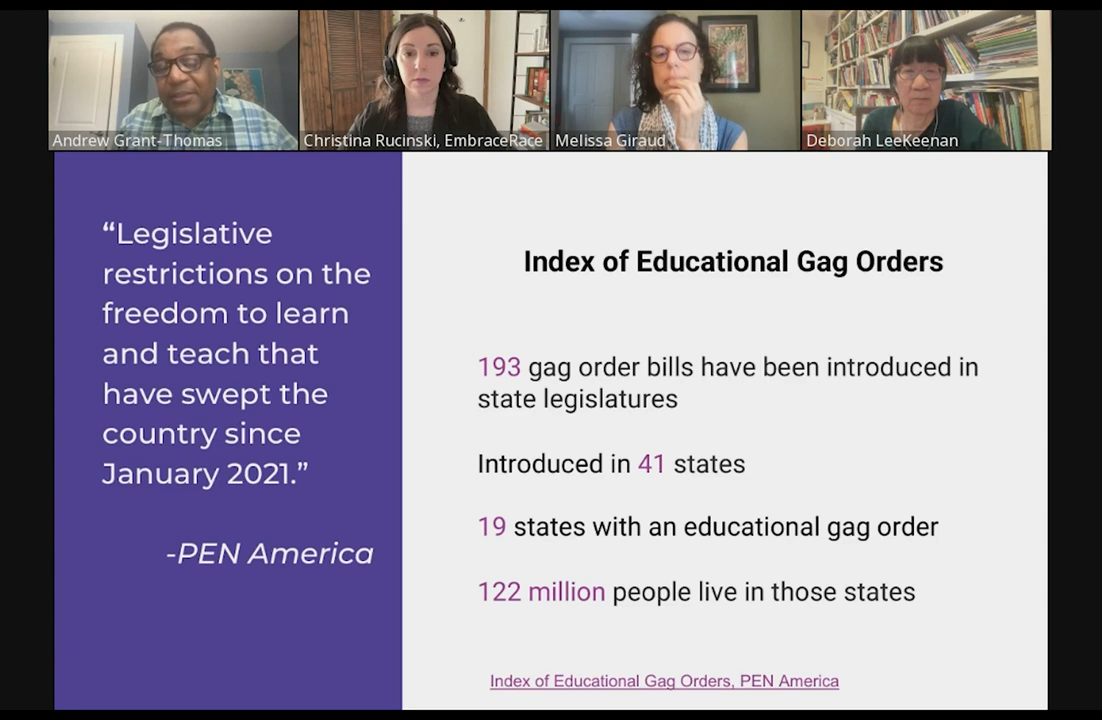 Andrew Grant-Thomas
Christina Rucinski, EmbraceRace
Melissa Giraud
Deborah LeeKeenan
“Legislative
restrictions on the
freedom to learn
and teach that
have swept the
country since
January 2021.”
-PEN America
Index of Educational Gag Orders
193 gag order bills have been introduced in
state legislatures
Introduced in 41 states
19 states with an educational gag order
122 million people live in those states
Index of Educational Gag Orders, PEN America